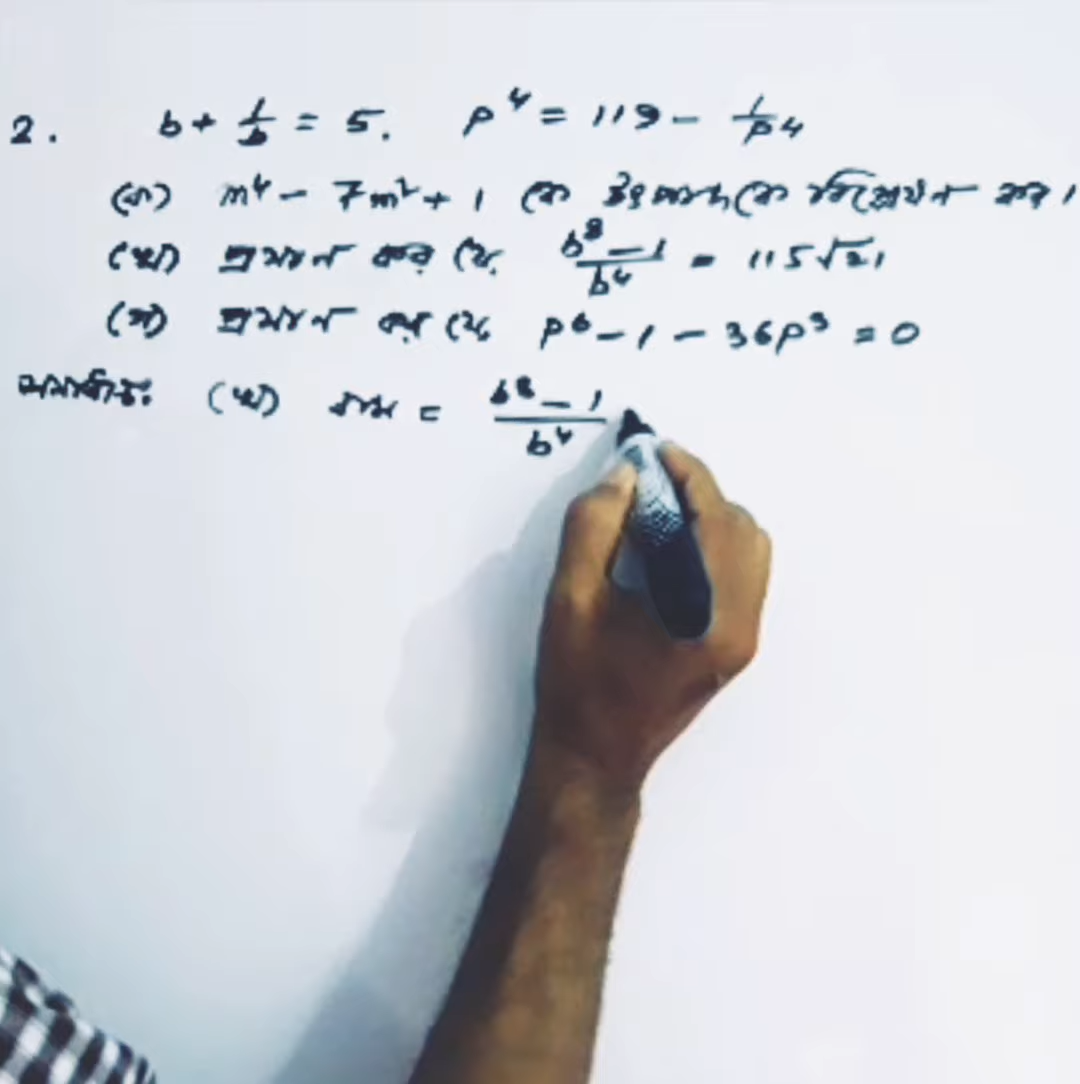 2. b + 1/b = 5. p⁴ = 119 - 1/p⁴
(ক) m⁴ - 7m² + 1 কে উৎপাদকে বিশ্লেষণ কর।
(খ) প্রমাণ কর যে, b⁸ - 1 / b⁴ = 115√21
(গ) প্রমাণ কর যে, p⁶ - 1 - 36p³ = 0
সমাধান: (খ) বাম = b⁸ - 1 / b⁴